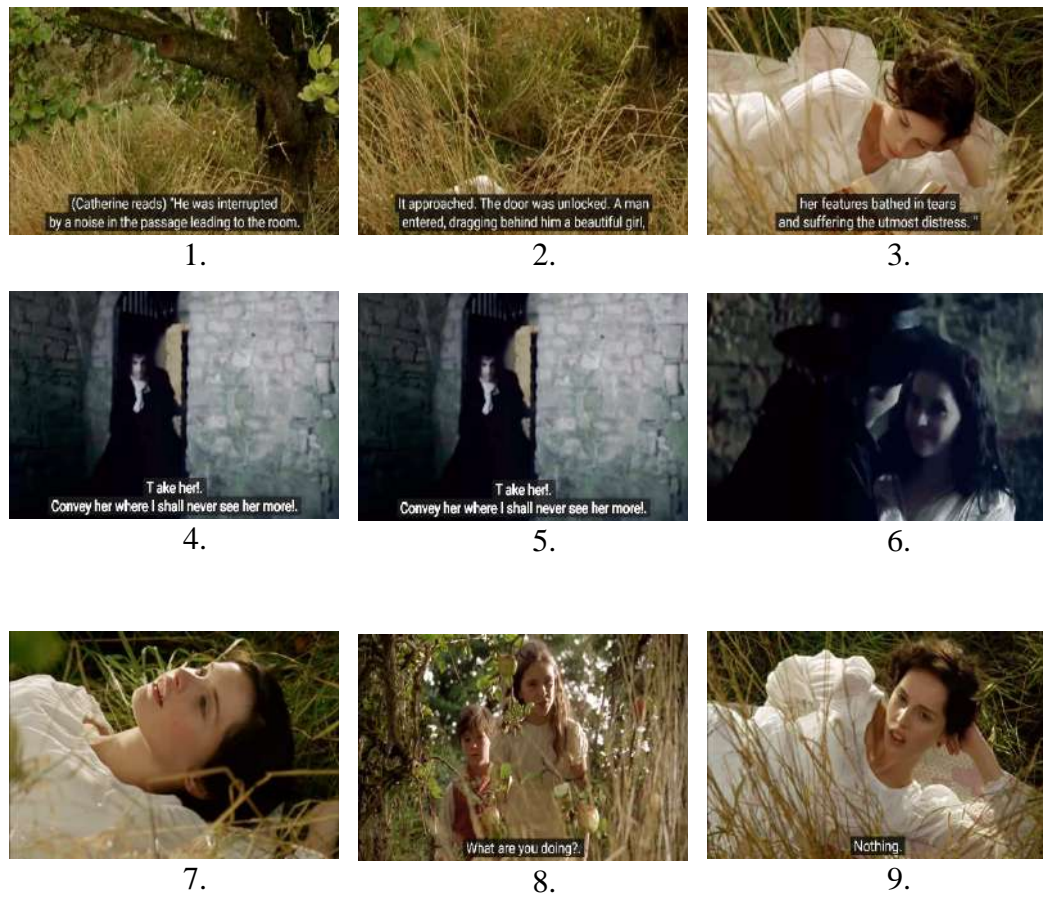 (Catherine reads) "He was interrupted
by a noise in the passage leading to the room.
It approached. The door was unlocked. A man
entered, dragging behind him a beautiful girl,
her features bathed in tears
and suffering the utmost distress. "
1.
2.
3.
T ake her!.
Convey her where I shall never see her more!.
T ake her!.
Convey her where I shall never see her more!.
4.
5.
6.
What are you doing?.
Nothing.
7.
8.
9.